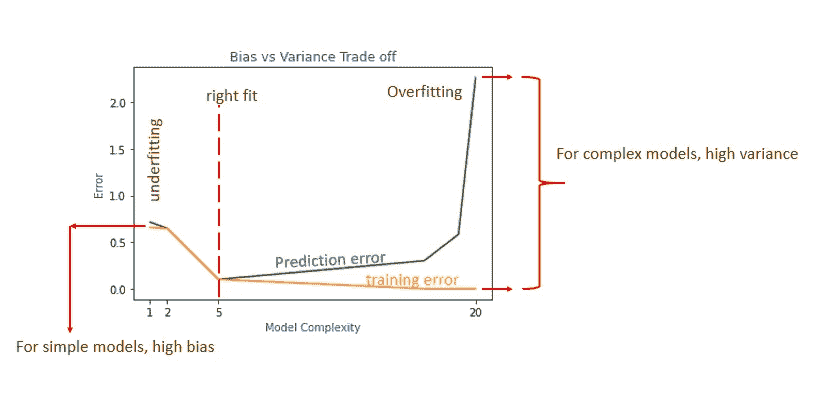 Bias vs Variance Trade off
right fit
Overfitting
underfitting
2.0
1.5
1.0
0.5
0.0
Error
For complex models, high variance
Prediction error
training error
1 2 5 20
Model Complexity
For simple models, high bias